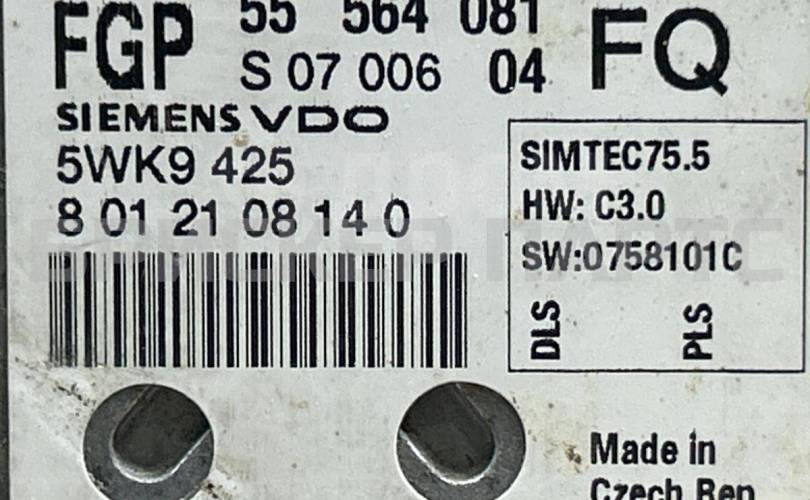 FGP 55 564 081 FQ
S 07 006 04
SIEMENS VDO
5WK9 425
8 01 21 08 14 0
SIMTEC75.5
HW: C3.0
SW:0758101C
DLS PLS
Made in
Czech Rep